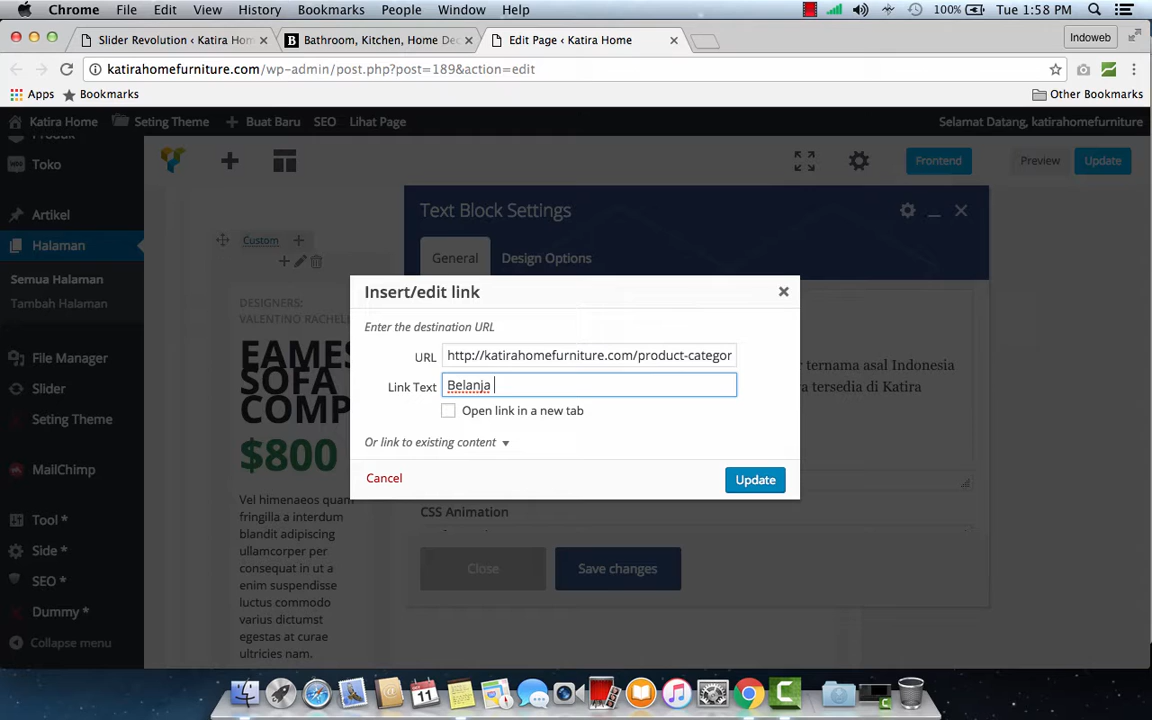 Chrome File Edit View History Bookmarks People Window Help 100% Tue 1:58 PM
Slider Revolution ‹ Katira Hom
Bathroom, Kitchen, Home Dec
Edit Page ‹ Katira Home
Indoweb
katirahomefurniture.com/wp-admin/post.php?post=189&action=edit
Apps Bookmarks Other Bookmarks
Katira Home Seting Theme Buat Baru SEO Lihat Page Selamat Datang, katirahomefurniture
Produk
Toko
Artikel
Halaman
Semua Halaman
Tambah Halaman
File Manager
Slider
Seting Theme
MailChimp
Tool *
Side *
SEO *
Dummy *
Collapse menu
Frontend Preview Update
Custom
DESIGNERS:
VALENTINO RACHELL
EAMES
SOFA
COMP
$800
Vel himenaeos quam
fringilla a interdum
blandit adipiscing
ullamcorper per
consequat in ut a
enim suspendisse
luctus commodo
varius dictumst
egestas at curae
ultricies nam.
Text Block Settings
General Design Options
er ternama asal Indonesia
a tersedia di Katira
CSS Animation
Close Save changes
Insert/edit link
Enter the destination URL
URL http://katirahomefurniture.com/product-categor
Link Text Belanja
Open link in a new tab
Or link to existing content
Cancel Update
11